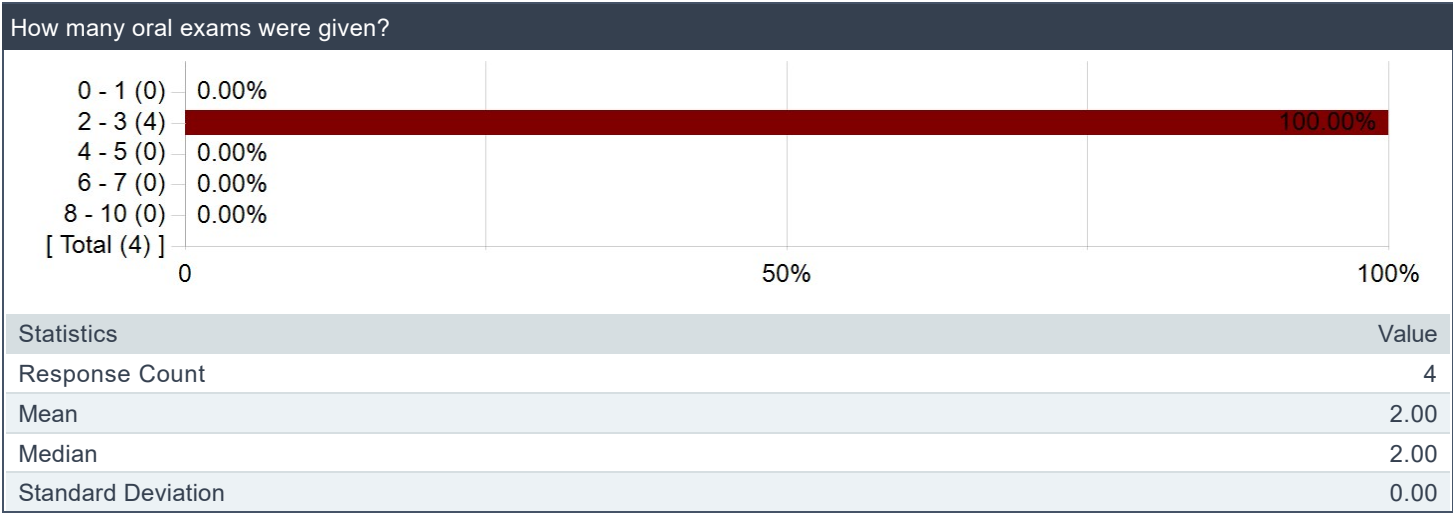 How many oral exams were given?
0 - 1 (0) 0.00%
2 - 3 (4) 100.00%
4 - 5 (0) 0.00%
6 - 7 (0) 0.00%
8 - 10 (0) 0.00%
[ Total (4) ]
0 50% 100%
Statistics Value
Response Count 4
Mean 2.00
Median 2.00
Standard Deviation 0.00